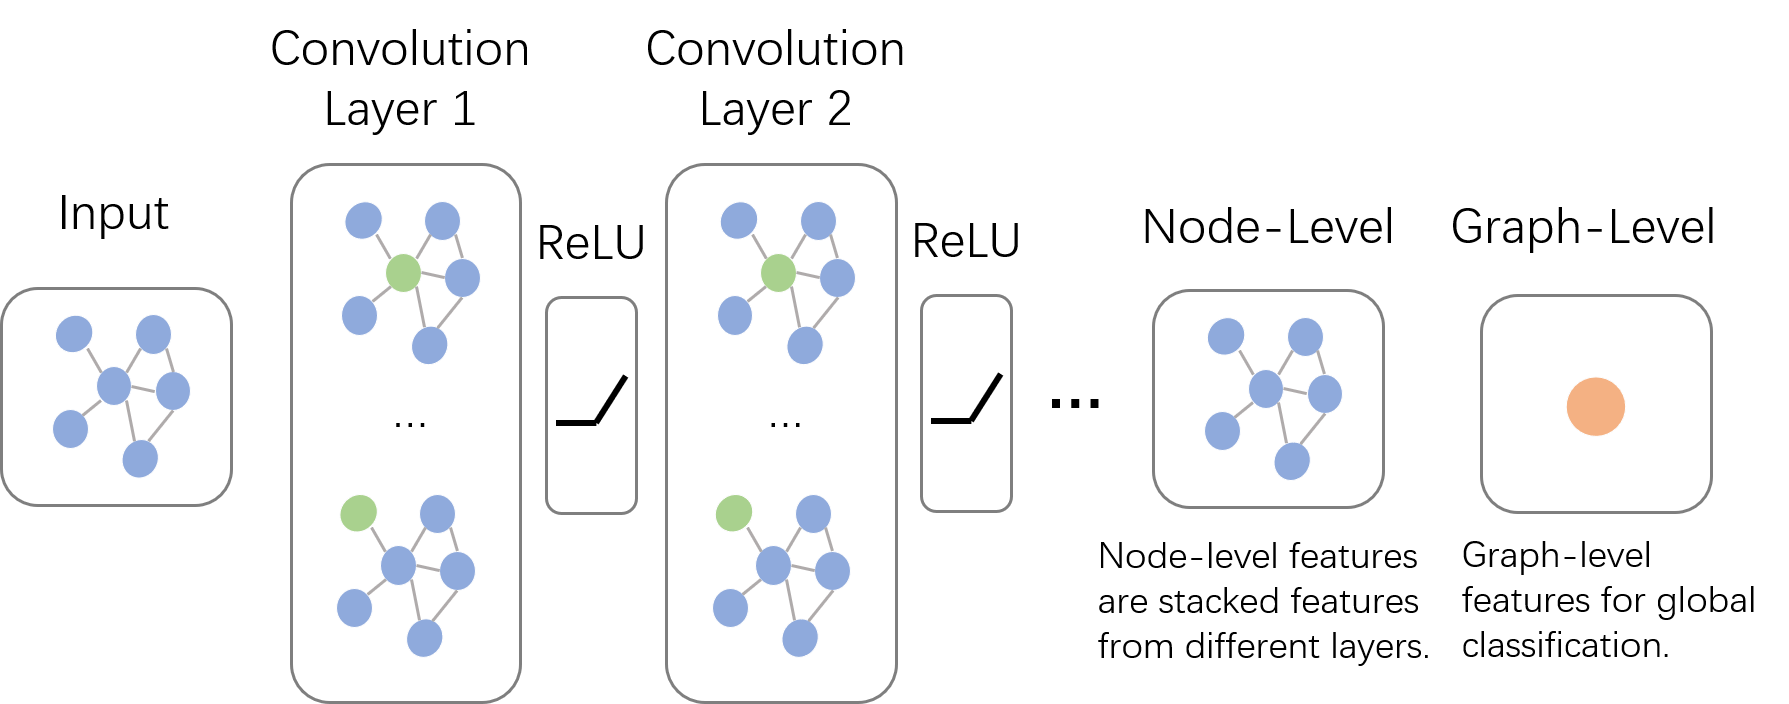 Convolution
Layer 1
Convolution
Layer 2
Input
ReLU
ReLU
Node-Level
Graph-Level
...
...
...
Node-level features
are stacked features
from different layers.
Graph-level
features for global
classification.